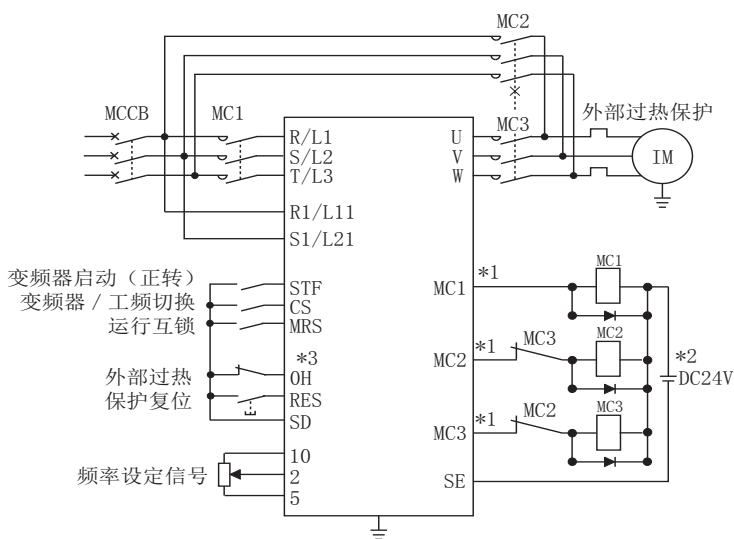 MC2
MCCB
MC1
MC3
外部过热保护
R/L1
S/L2
T/L3
U
V
W
IM
R1/L11
S1/L21
变频器启动（正转）
变频器 / 工频切换
运行互锁
STF
CS
MRS
*3
外部过热
保护复位
OH
RES
SD
频率设定信号
10
2
5
MC1
*1
MC1
MC2
*1
MC3
MC2
*2
DC24V
MC3
*1
MC2
MC3
SE